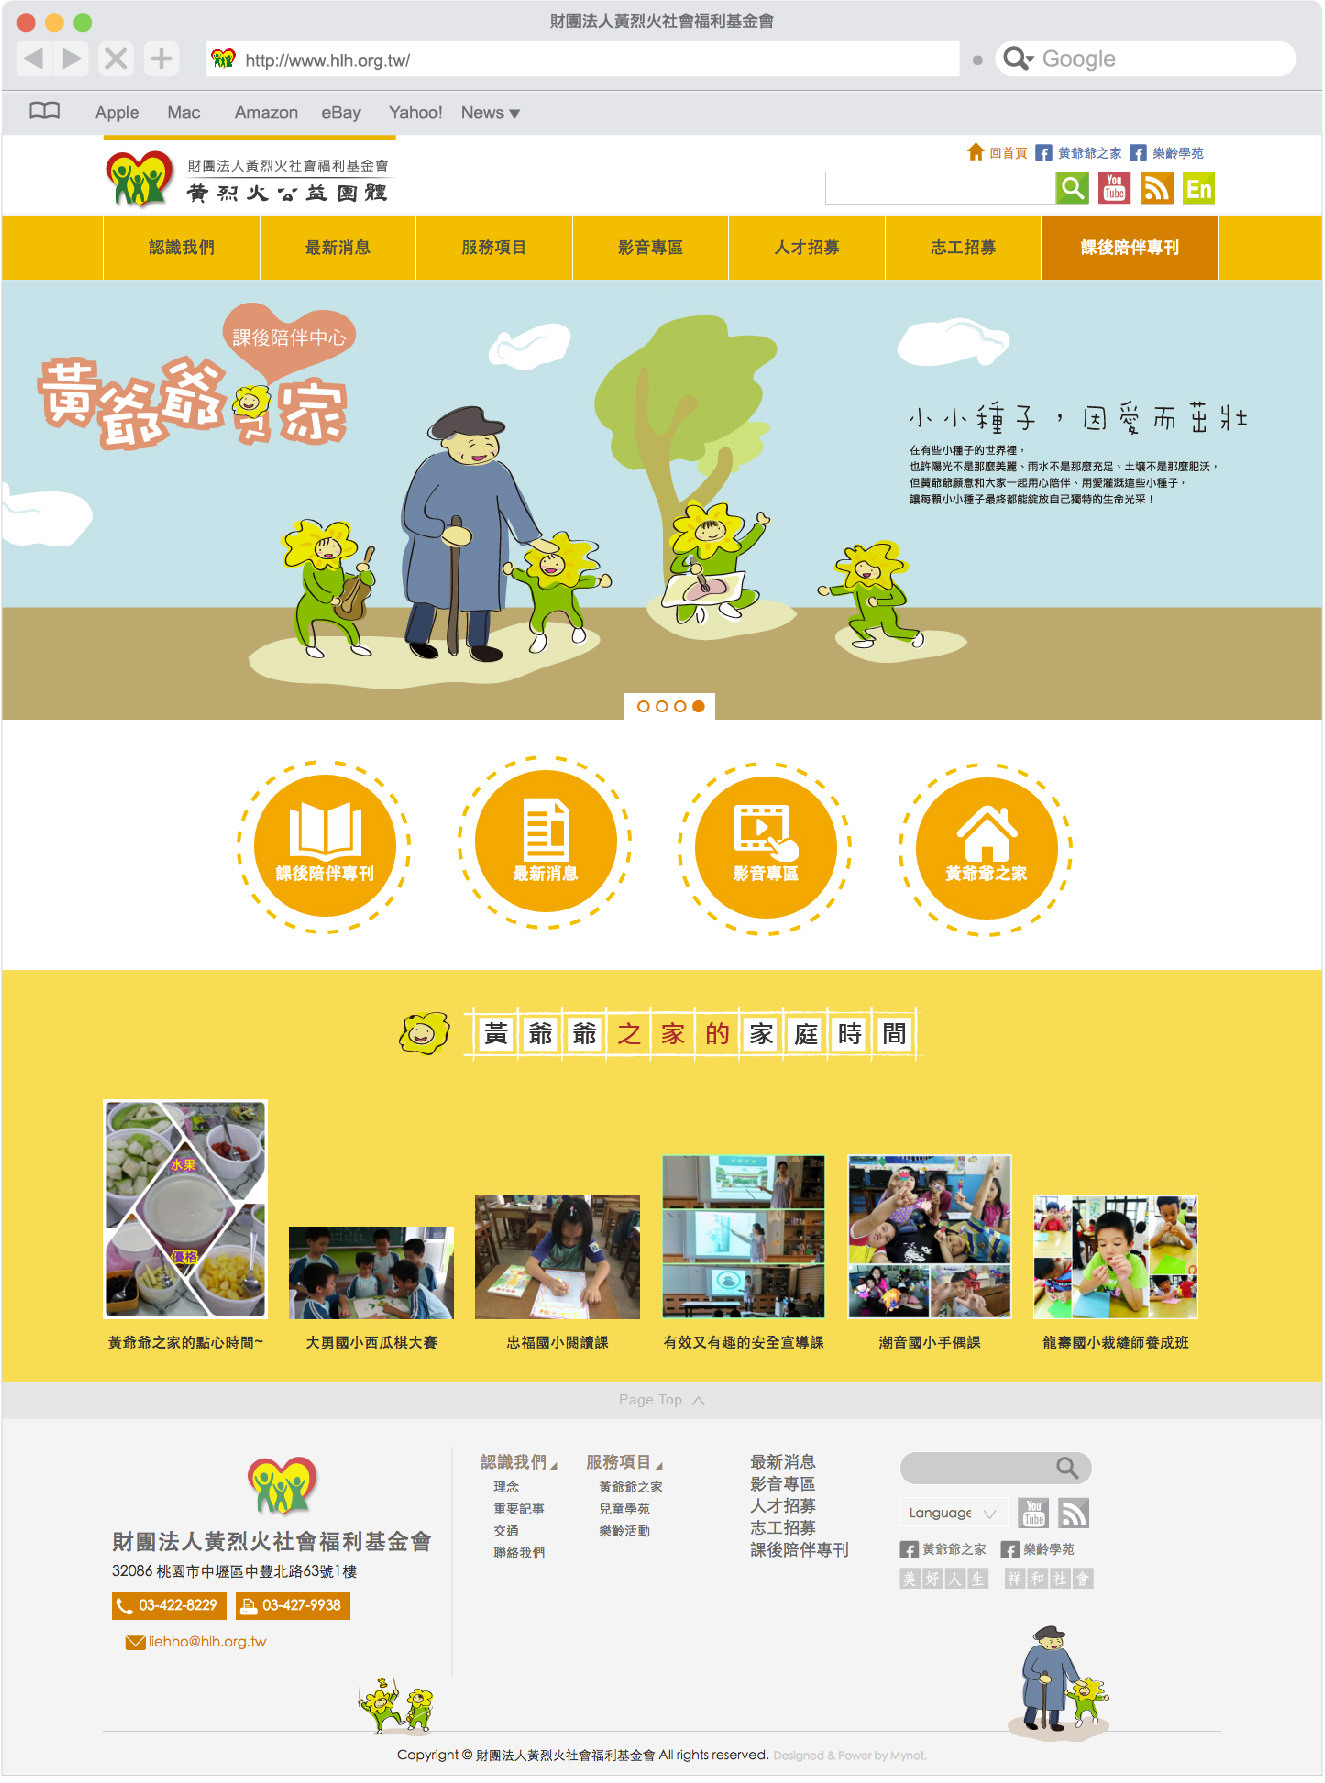 財團法人黃烈火社會福利基金會
http://www.hlh.org.tw/
Google
Apple Mac Amazon eBay Yahoo! News
財團法人黃烈火社會福利基金會
黃烈火公益團體
回首頁 黃爺爺之家 樂齡學苑
You Tube En
認識我們 最新消息 服務項目 影音專區 人才招募 志工招募 課後陪伴專刊
課後陪伴中心
黃爺爺之家
小小種子，因愛而茁壯
在有些小種子的世界裡，
也許陽光不是那麼美麗、雨水不是那麼充足、土壤不是那麼肥沃，
但黃爺爺願意和大家一起用心陪伴、用愛灌溉這些小種子，
讓每顆小小種子最終都能綻放自己獨特的生命光采！
課後陪伴專刊 最新消息 影音專區 黃爺爺之家
黃爺爺之家的家庭時間
水果
優格
黃爺爺之家的點心時間~ 大勇國小西瓜棋大賽 忠福國小閱讀課 有效又有趣的安全宣導課 潮音國小手偶課 龍壽國小裁縫師養成班
Page Top
財團法人黃烈火社會福利基金會
32086 桃園市中壢區中豐北路63號1樓
03-422-8229 03-427-9938
liehho@hlh.org.tw
認識我們
理念
重要記事
交通
聯絡我們
服務項目
黃爺爺之家
兒童學苑
樂齡活動
最新消息
影音專區
人才招募
志工招募
課後陪伴專刊
Language You Tube
黃爺爺之家 樂齡學苑
美好人生 祥和社會
Copyright © 財團法人黃烈火社會福利基金會 All rights reserved. Designed & Power by Mynet.